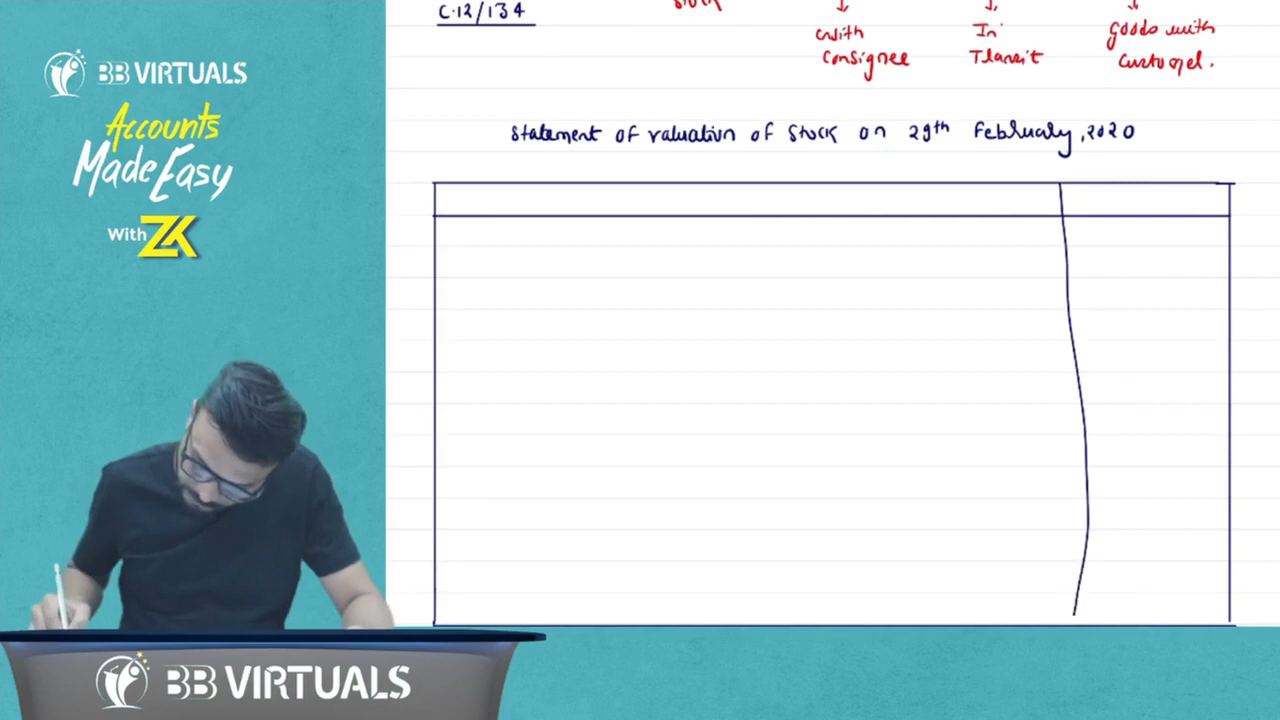 BB VIRTUALS
Accounts
Made Easy
With ZK
C.12/134
Stock
with
Consignee
In
Transit
Goods with
Customer.
Statement of valuation of Stock on 29th February, 2020
BB VIRTUALS